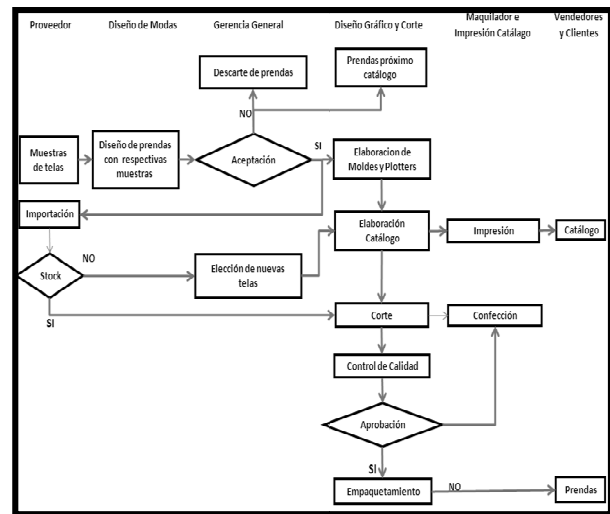 Proveedor
Diseño de Modas
Gerencia General
Diseño Gráfico y Corte
Maquilador e
Impresión Catálago
Vendedores
y Clientes
Descarte de prendas
Prendas próximo
catálogo
NO
Muestras
de telas
Diseño de prendas
con respectivas
muestras
Aceptación
SI
Elaboracion de
Moldes y Plotters
Importación
Elaboración
Catálogo
Impresión
Catálogo
Stock
NO
Elección de nuevas
telas
SI
Corte
Confección
Control de Calidad
Aprobación
SI
Empaquetamiento
NO
Prendas